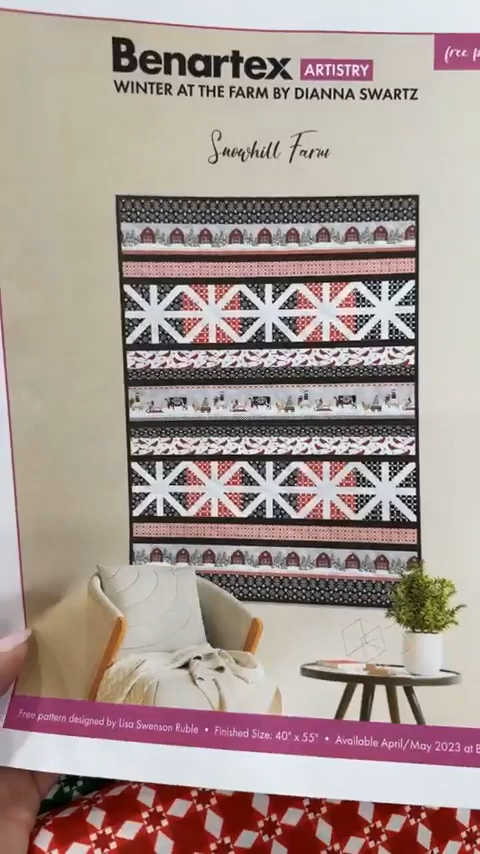 Benartex ARTISTRY
free
WINTER AT THE FARM BY DIANNA SWARTZ
Snowhill Farm
Free pattern designed by Lisa Swenson Ruble • Finished Size: 40" x 55" • Available April/May 2023 at